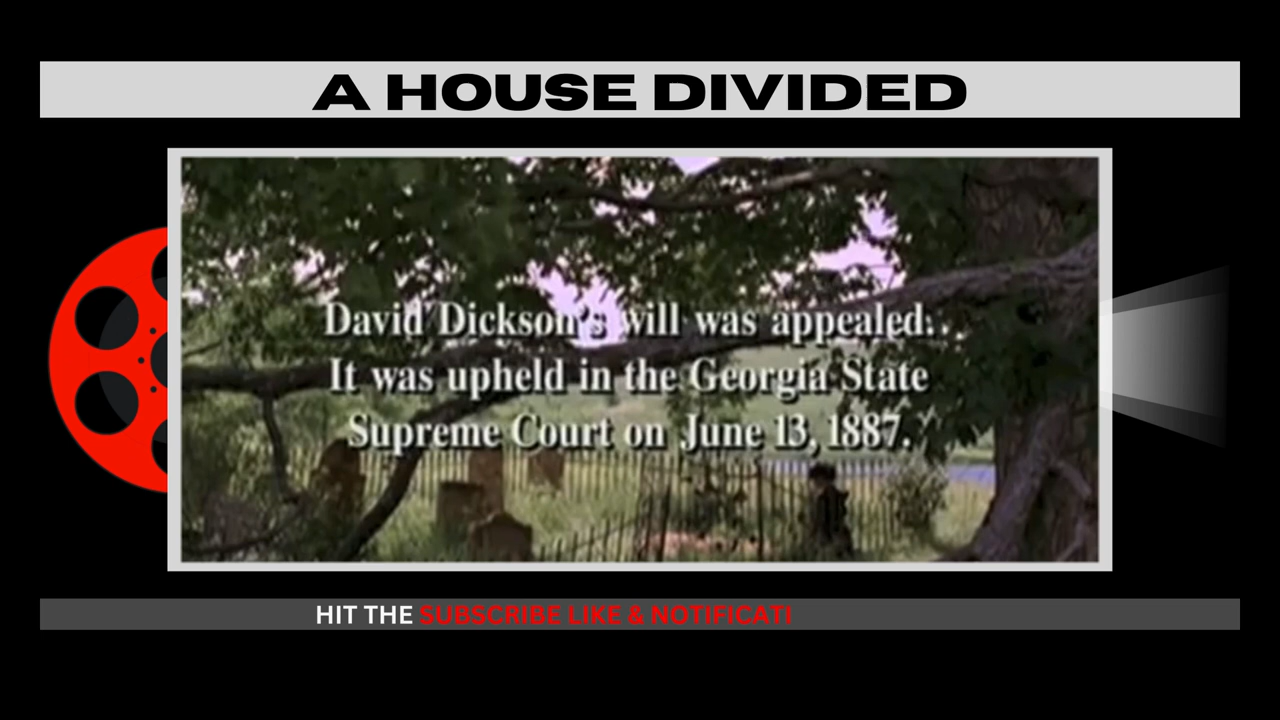 A HOUSE DIVIDED
David Dickson's will was appealed...
It was upheld in the Georgia State
Supreme Court on June 13, 1887.
HIT THE SUBSCRIBE LIKE & NOTIFICATI